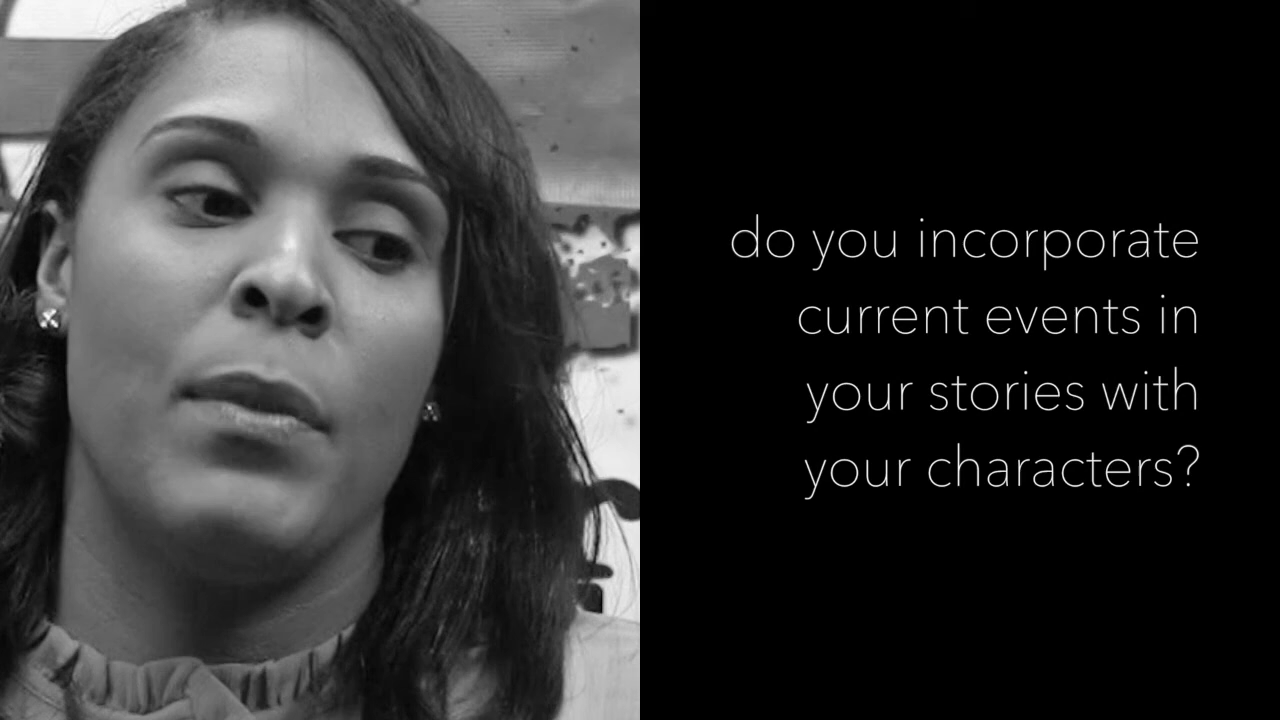 do you incorporate
current events in
your stories with
your characters?